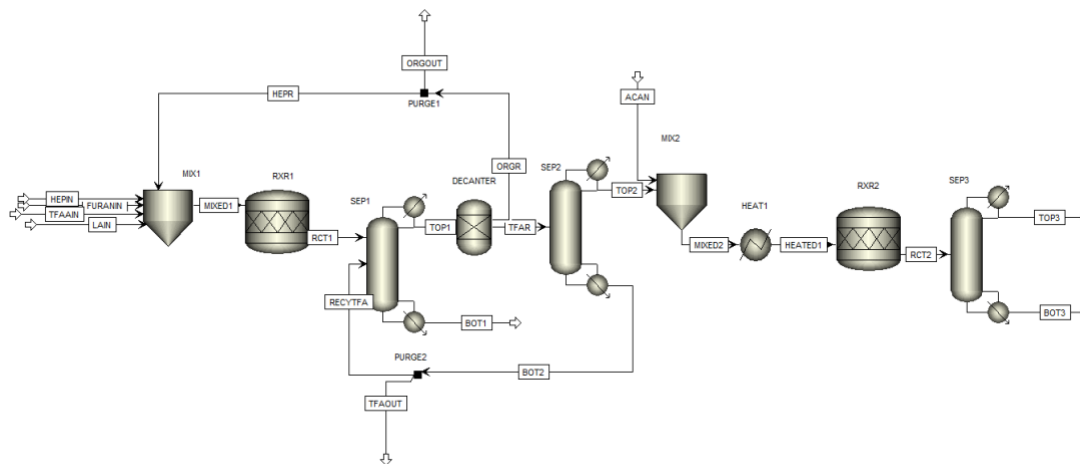 ORGOUT
HEPR
PURGE1
ACAN
MIX2
MIX1
RXR1
ORGR
SEP2
DECANTER
TOP2
HEAT1
RXR2
SEP3
SEP1
HEPIN
FURANIN
TFAAIN
LAIN
MIXED1
RCT1
TOP1
TFAR
TOP3
MIXED2
HEATED1
RCT2
RECYTFA
BOT1
BOT3
PURGE2
BOT2
TFAOUT